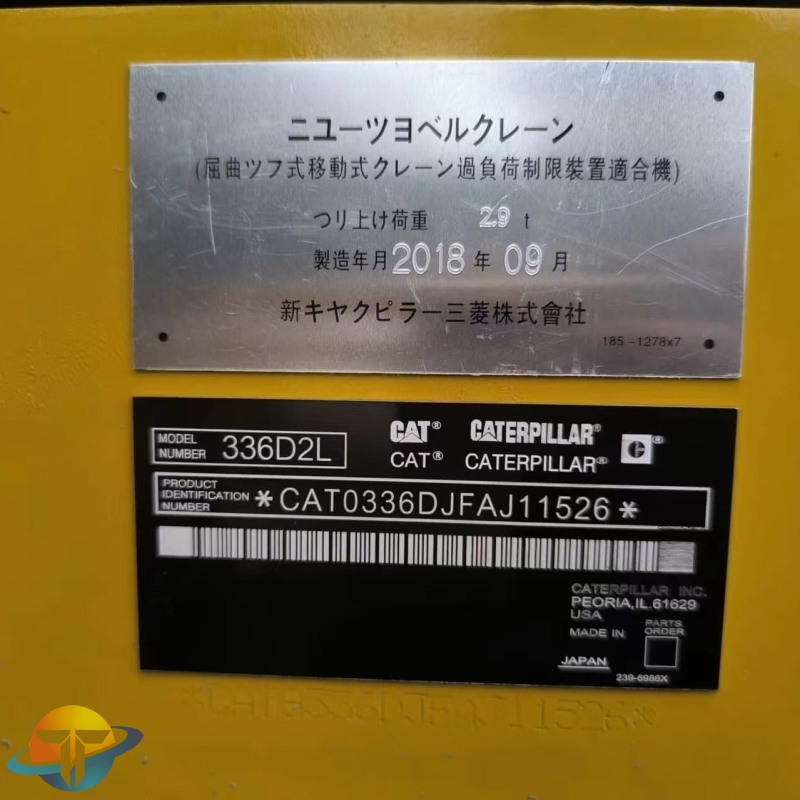 ニユーツヨベルクレーン
(屈曲ツフ式移動式クレーン過負荷制限装置適合機)
つり上げ荷重 2.9 t
製造年月 2018 年 09 月
新キヤクピラー三菱株式會社
185-1278x7
MODEL NUMBER 336D2L
CAT® CATERPILLAR® C®
CAT® CATERPILLAR®
PRODUCT IDENTIFICATION NUMBER *CAT0336DJFAJ11526*
CATERPILLAR INC.
PEORIA,IL.61629
USA
MADE IN
PARTS ORDER
JAPAN
239-6986X
*CAT0336DJFAJ11526*